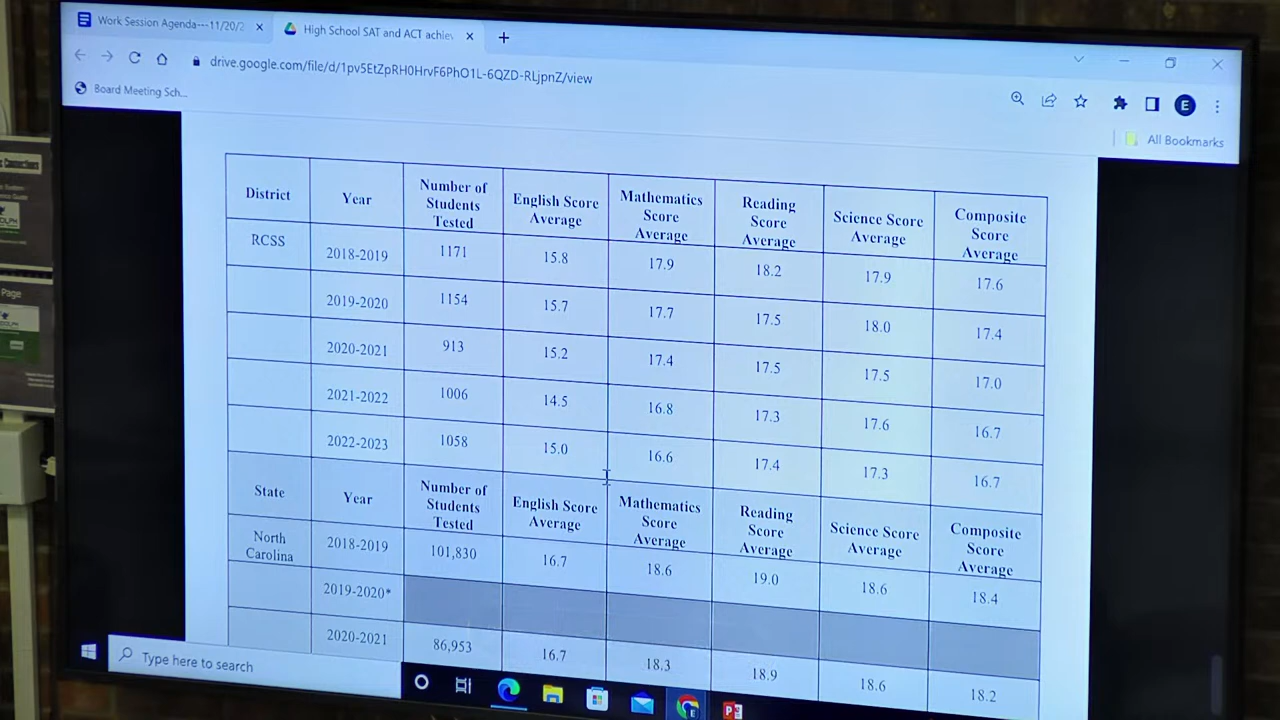 Work Session Agenda---11/20/2
High School SAT and ACT achiev
drive.google.com/file/d/1pv5EtZpRH0HrvF6PhO1L-6QZD-RLjpnZ/view
Board Meeting Sch...
E
All Bookmarks
District Year Number of Students Tested English Score Average Mathematics Score Average Reading Score Average Science Score Average Composite Score Average
RCSS 2018-2019 1171 15.8 17.9 18.2 17.9 17.6
2019-2020 1154 15.7 17.7 17.5 18.0 17.4
2020-2021 913 15.2 17.4 17.5 17.5 17.0
2021-2022 1006 14.5 16.8 17.3 17.6 16.7
2022-2023 1058 15.0 16.6 17.4 17.3 16.7
State Year Number of Students Tested English Score Average Mathematics Score Average Reading Score Average Science Score Average Composite Score Average
North Carolina 2018-2019 101,830 16.7 18.6 19.0 18.6 18.4
2019-2020*
2020-2021 86,953 16.7 18.3 18.9 18.6 18.2
Type here to search
Page